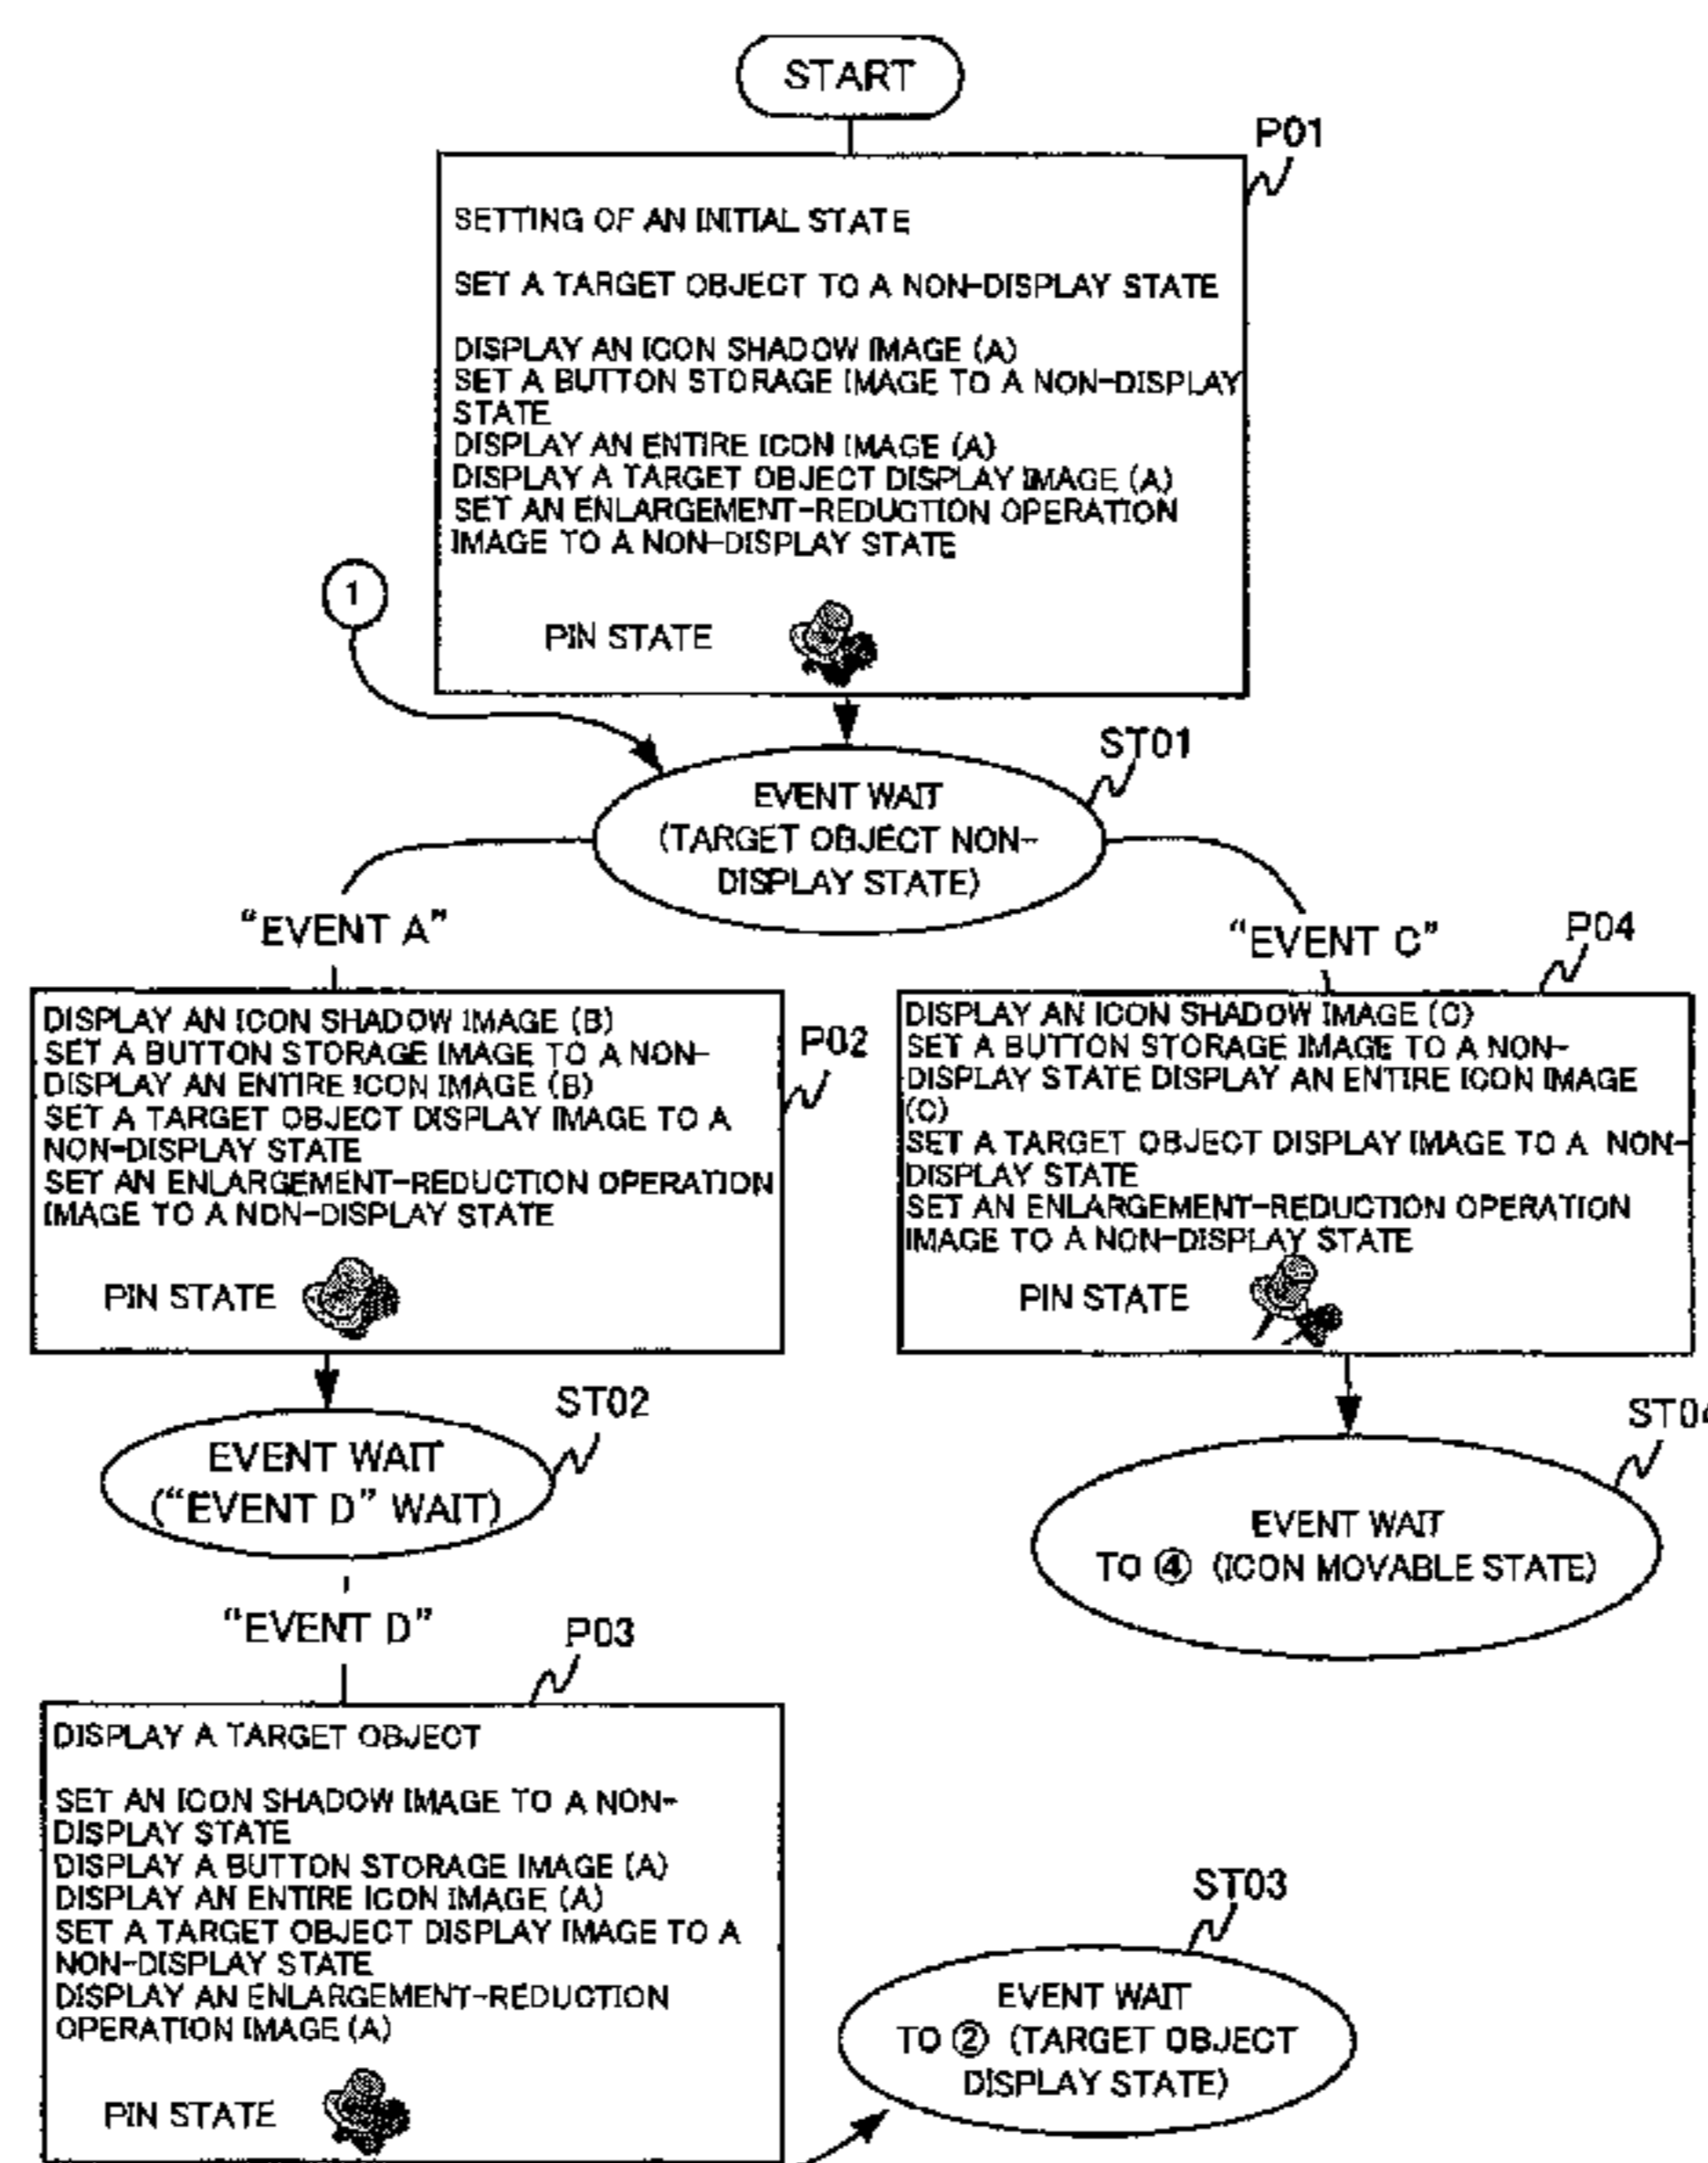 START
P01
SETTING OF AN INITIAL STATE
SET A TARGET OBJECT TO A NON-DISPLAY STATE
DISPLAY AN ICON SHADOW IMAGE (A)
SET A BUTTON STORAGE IMAGE TO A NON-DISPLAY
STATE
DISPLAY AN ENTIRE ICON IMAGE (A)
DISPLAY A TARGET OBJECT DISPLAY IMAGE (A)
SET AN ENLARGEMENT-REDUCTION OPERATION
IMAGE TO A NON-DISPLAY STATE
PIN STATE
1
ST01
EVENT WAIT
(TARGET OBJECT NON-
DISPLAY STATE)
“EVENT A”
P02
DISPLAY AN ICON SHADOW IMAGE (B)
SET A BUTTON STORAGE IMAGE TO A NON-
DISPLAY AN ENTIRE ICON IMAGE (B)
SET A TARGET OBJECT DISPLAY IMAGE TO A
NON-DISPLAY STATE
SET AN ENLARGEMENT-REDUCTION OPERATION
IMAGE TO A NON-DISPLAY STATE
PIN STATE
“EVENT C”
P04
DISPLAY AN ICON SHADOW IMAGE (C)
SET A BUTTON STORAGE IMAGE TO A NON-
DISPLAY STATE DISPLAY AN ENTIRE ICON IMAGE
(C)
SET A TARGET OBJECT DISPLAY IMAGE TO A NON-
DISPLAY STATE
SET AN ENLARGEMENT-REDUCTION OPERATION
IMAGE TO A NON-DISPLAY STATE
PIN STATE
ST02
EVENT WAIT
(“EVENT D” WAIT)
ST04
EVENT WAIT
TO ④ (ICON MOVABLE STATE)
“EVENT D”
P03
DISPLAY A TARGET OBJECT
SET AN ICON SHADOW IMAGE TO A NON-
DISPLAY STATE
DISPLAY A BUTTON STORAGE IMAGE (A)
DISPLAY AN ENTIRE ICON IMAGE (A)
SET A TARGET OBJECT DISPLAY IMAGE TO A
NON-DISPLAY STATE
DISPLAY AN ENLARGEMENT-REDUCTION
OPERATION IMAGE (A)
PIN STATE
ST03
EVENT WAIT
TO ② (TARGET OBJECT
DISPLAY STATE)